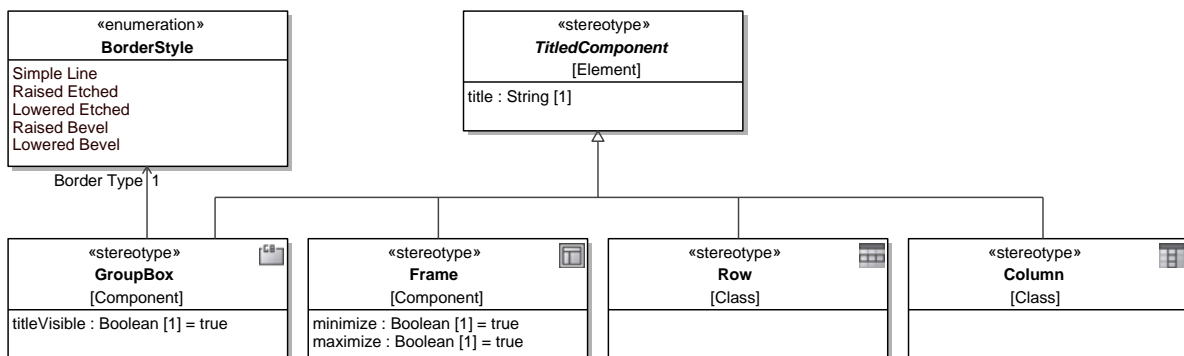 «enumeration»
BorderStyle
Simple Line
Raised Etched
Lowered Etched
Raised Bevel
Lowered Bevel
«stereotype»
TitledComponent
[Element]
title : String [1]
Border Type 1
«stereotype»
GroupBox
[Component]
titleVisible : Boolean [1] = true
«stereotype»
Frame
[Component]
minimize : Boolean [1] = true
maximize : Boolean [1] = true
«stereotype»
Row
[Class]
«stereotype»
Column
[Class]